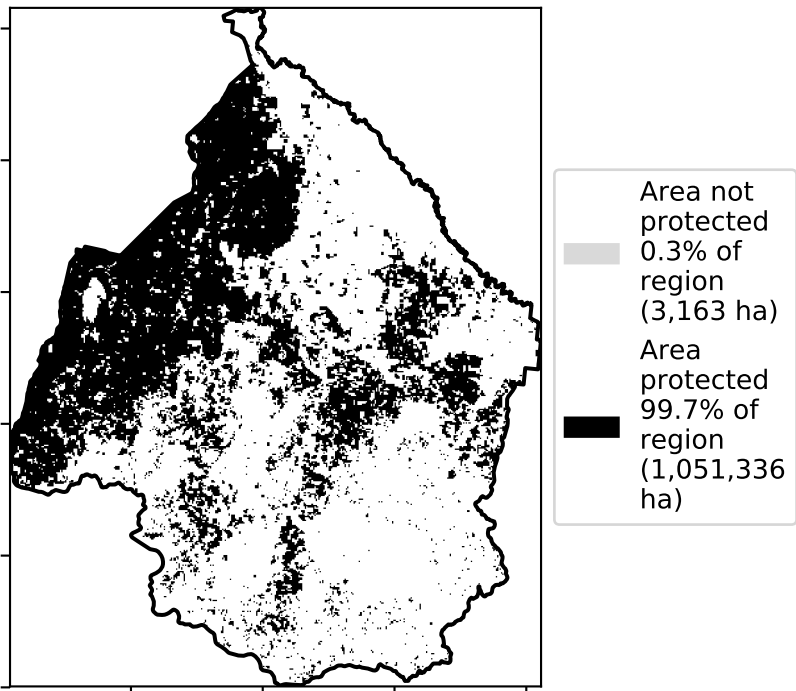 Area not
protected
0.3% of
region
(3,163 ha)
Area
protected
99.7% of
region
(1,051,336
ha)